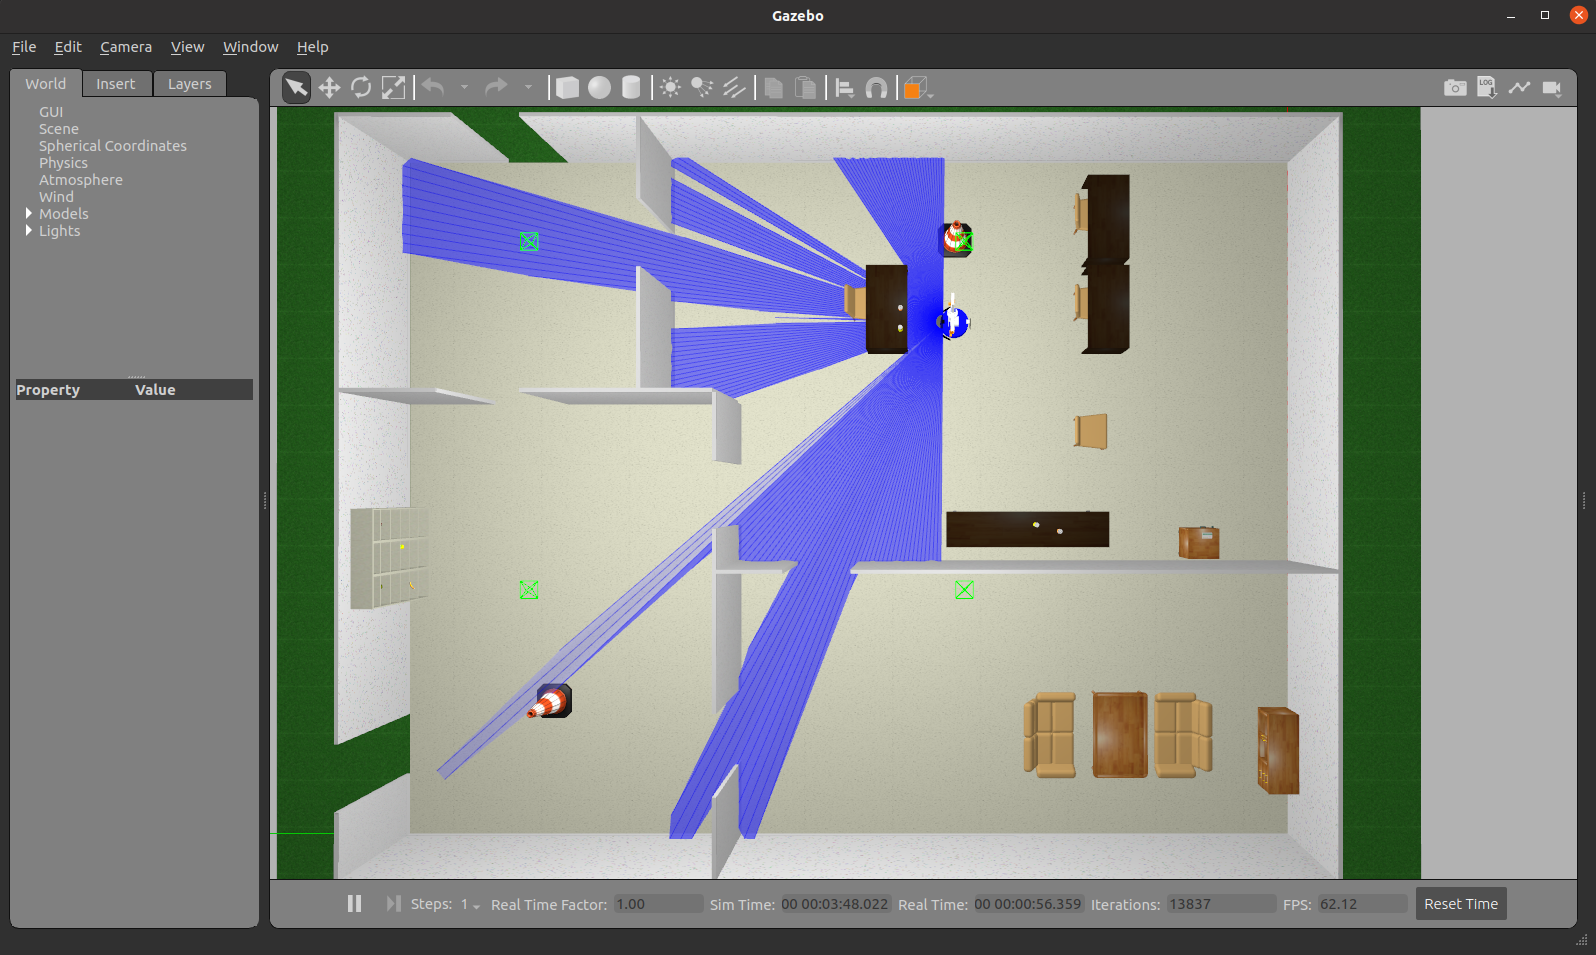 Gazebo
File Edit Camera View Window Help
World Insert Layers
LOG
GUI
Scene
Spherical Coordinates
Physics
Atmosphere
Wind
Models
Lights
Property Value
Steps: 1 Real Time Factor: 1.00 Sim Time: 00 00:03:48.022 Real Time: 00 00:00:56.359 Iterations: 13837 FPS: 62.12 Reset Time